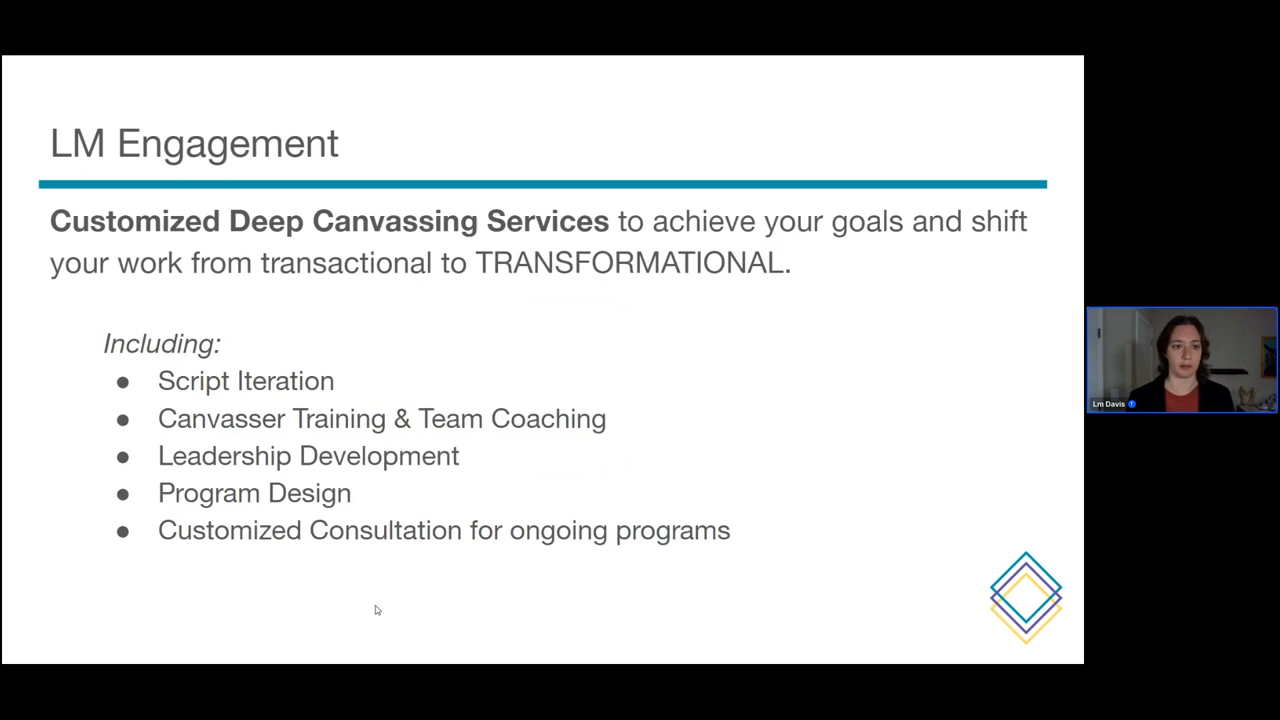 LM Engagement
Customized Deep Canvassing Services to achieve your goals and shift
your work from transactional to TRANSFORMATIONAL.
Including:
● Script Iteration
● Canvasser Training & Team Coaching
● Leadership Development
● Program Design
● Customized Consultation for ongoing programs
Lm Davis